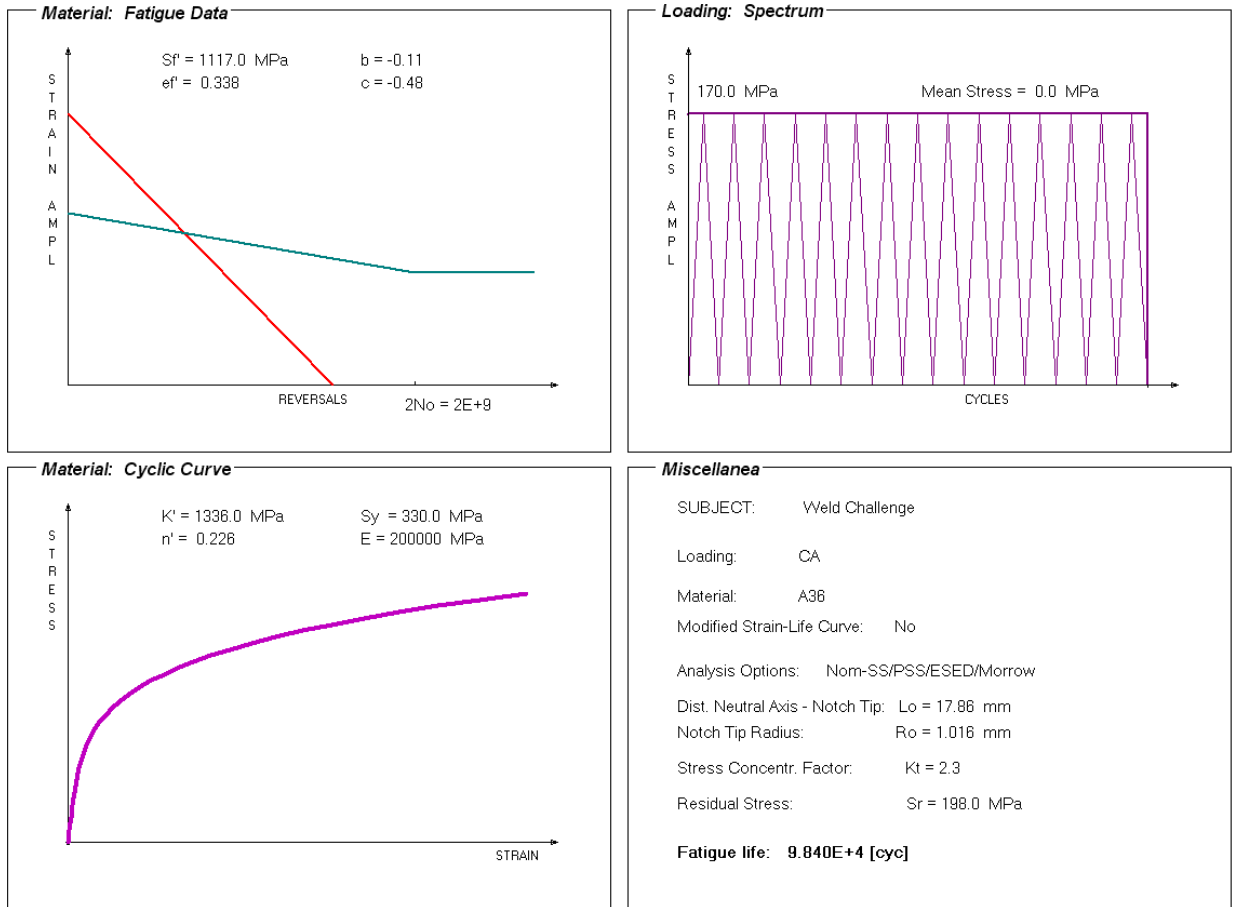 Material: Fatigue Data
Sf' = 1117.0 MPa b = -0.11
ef' = 0.338 c = -0.48
STRAIN AMPL
REVERSALS
2No = 2E+9
Loading: Spectrum
170.0 MPa Mean Stress = 0.0 MPa
STRESS AMPL
CYCLES
Material: Cyclic Curve
K' = 1336.0 MPa Sy = 330.0 MPa
n' = 0.226 E = 200000 MPa
STRESS
STRAIN
Miscellanea
SUBJECT: Weld Challenge
Loading: CA
Material: A36
Modified Strain-Life Curve: No
Analysis Options: Nom-SS/PSS/ESED/Morrow
Dist. Neutral Axis - Notch Tip: Lo = 17.86 mm
Notch Tip Radius: Ro = 1.016 mm
Stress Concentr. Factor: Kt = 2.3
Residual Stress: Sr = 198.0 MPa
Fatigue life: 9.840E+4 [cyc]